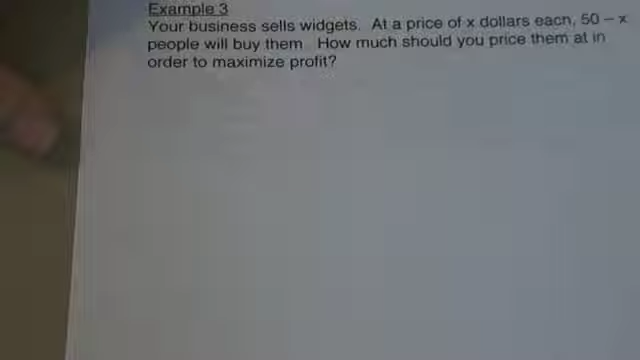 Example 3
Your business sells widgets. At a price of x dollars each, 50 – x
people will buy them. How much should you price them at in
order to maximize profit?